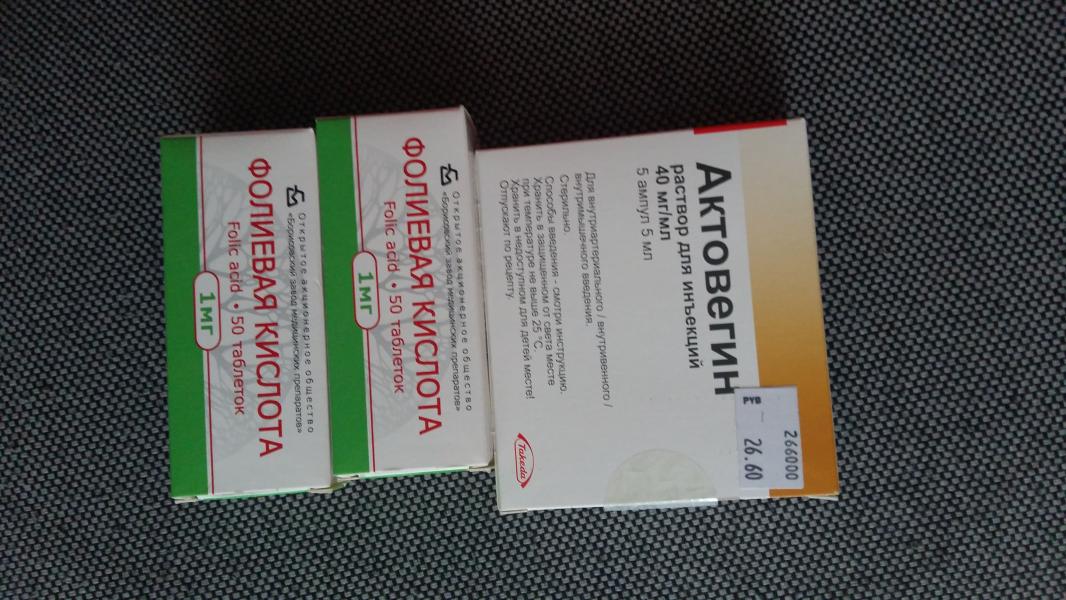 АКТОВЕГИН
раствор для инъекций
40 мг/мл
5 ампул 5 мл
Для внутриартериального / внутривенного /
внутримышечного введения.
Стерильно.
Способы введения - смотри инструкцию.
Хранить в защищенном от света месте
при температуре не выше 25 °C.
Хранить в недоступном для детей месте!
Отпускают по рецепту.
Takeda
266000
РУБ — 26.60
Открытое акционерное общество
«Борисовский завод медицинских препаратов»
ФОЛИЕВАЯ КИСЛОТА
Folic acid • 50 таблеток
1 мг
Открытое акционерное общество
«Борисовский завод медицинских препаратов»
ФОЛИЕВАЯ КИСЛОТА
Folic acid • 50 таблеток
1 мг